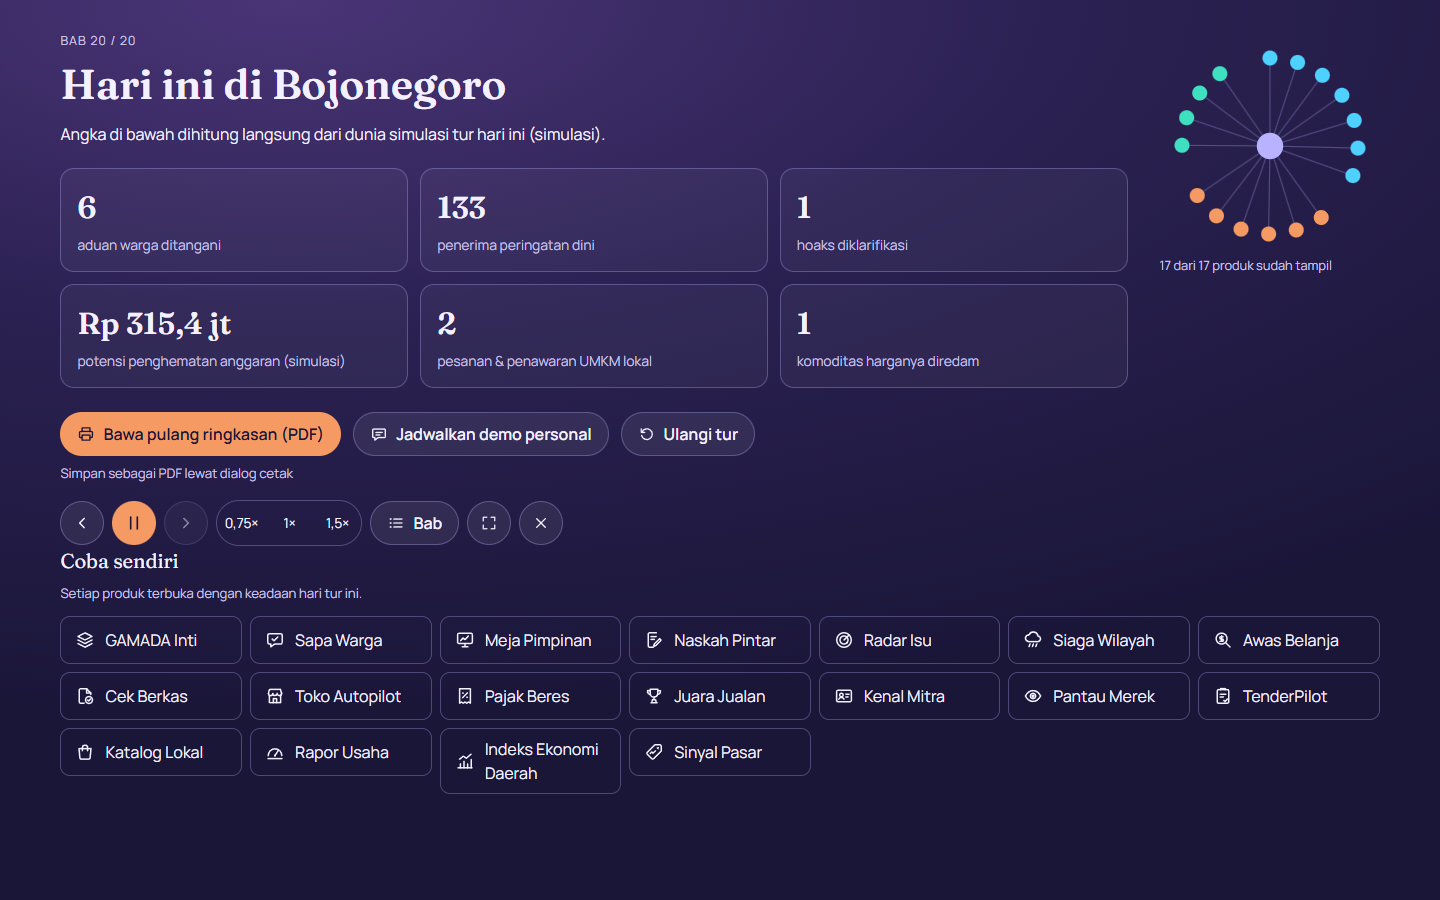 BAB 20 / 20
Hari ini di Bojonegoro
Angka di bawah dihitung langsung dari dunia simulasi tur hari ini (simulasi).
6
aduan warga ditangani
133
penerima peringatan dini
1
hoaks diklarifikasi
Rp 315,4 jt
potensi penghematan anggaran (simulasi)
2
pesanan & penawaran UMKM lokal
1
komoditas harganya diredam
17 dari 17 produk sudah tampil
Bawa pulang ringkasan (PDF)
Jadwalkan demo personal
Ulangi tur
Simpan sebagai PDF lewat dialog cetak
0,75×
1×
1,5×
Bab
Coba sendiri
Setiap produk terbuka dengan keadaan hari tur ini.
GAMADA Inti
Sapa Warga
Meja Pimpinan
Naskah Pintar
Radar Isu
Siaga Wilayah
Awas Belanja
Cek Berkas
Toko Autopilot
Pajak Beres
Juara Jualan
Kenal Mitra
Pantau Merek
TenderPilot
Katalog Lokal
Rapor Usaha
Indeks Ekonomi
Daerah
Sinyal Pasar